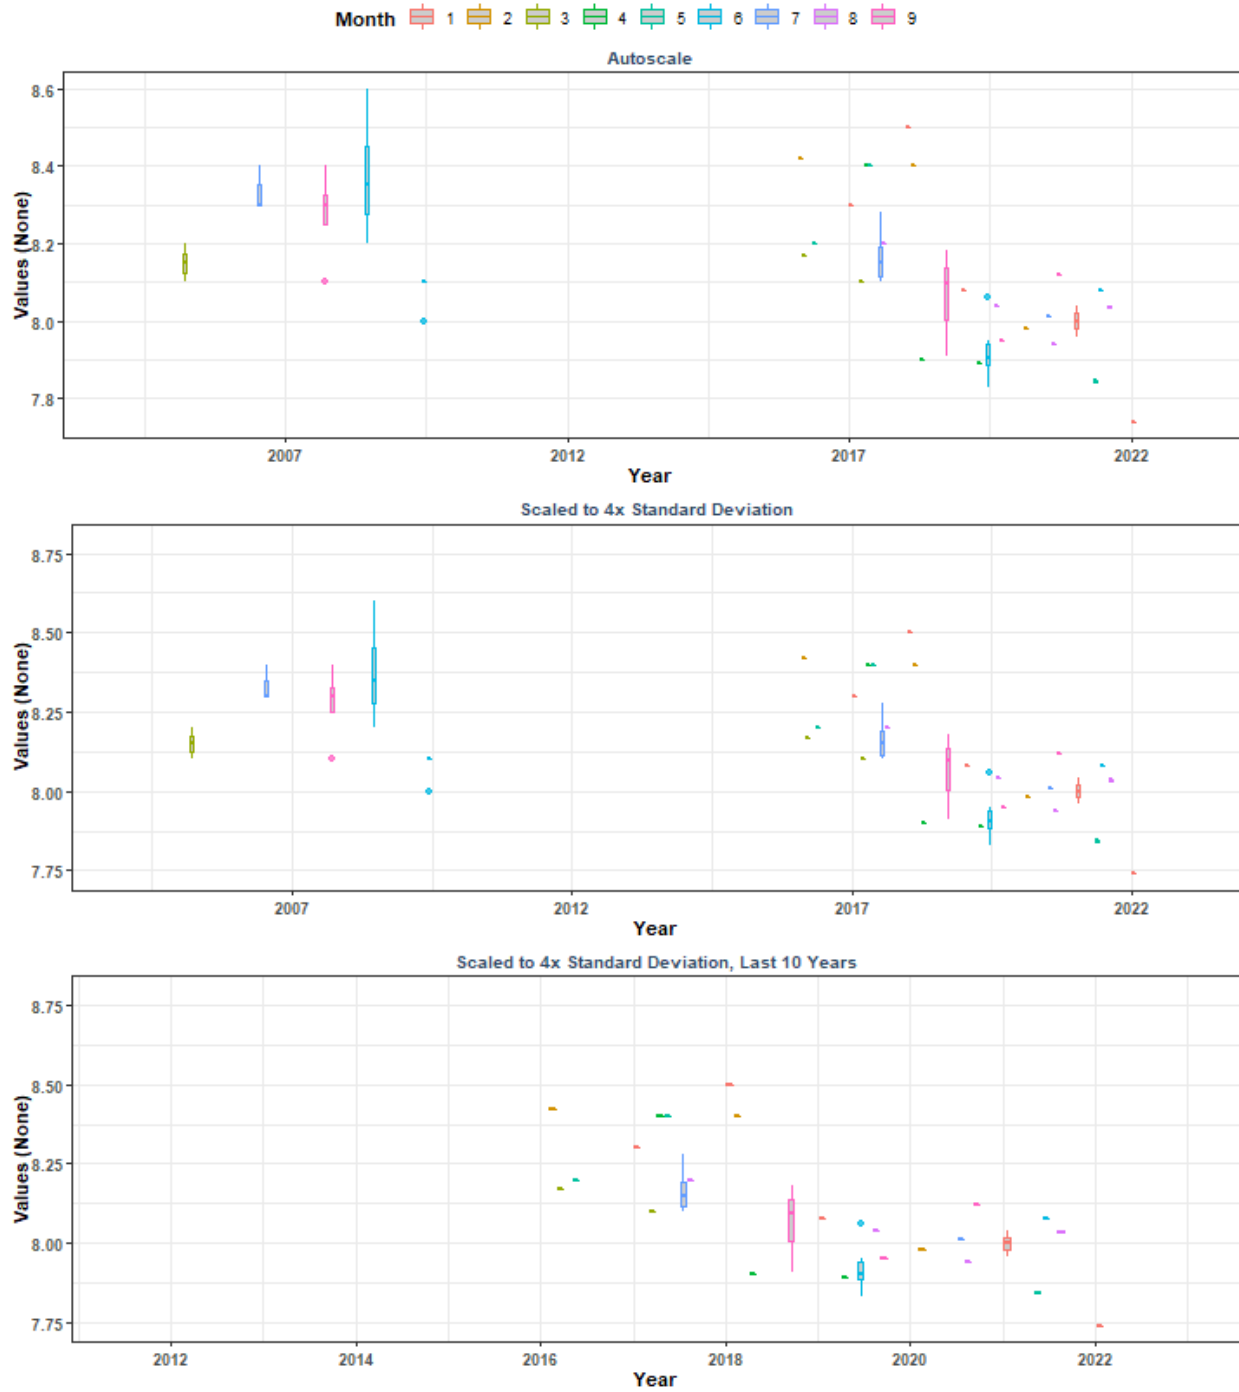 Month 1 2 3 4 5 6 7 8 9
Autoscale
8.6
8.4
8.2
8.0
7.8
Values (None)
2007 2012 2017 2022
Year
Scaled to 4x Standard Deviation
8.75
8.50
8.25
8.00
7.75
Values (None)
2007 2012 2017 2022
Year
Scaled to 4x Standard Deviation, Last 10 Years
8.75
8.50
8.25
8.00
7.75
Values (None)
2012 2014 2016 2018 2020 2022
Year